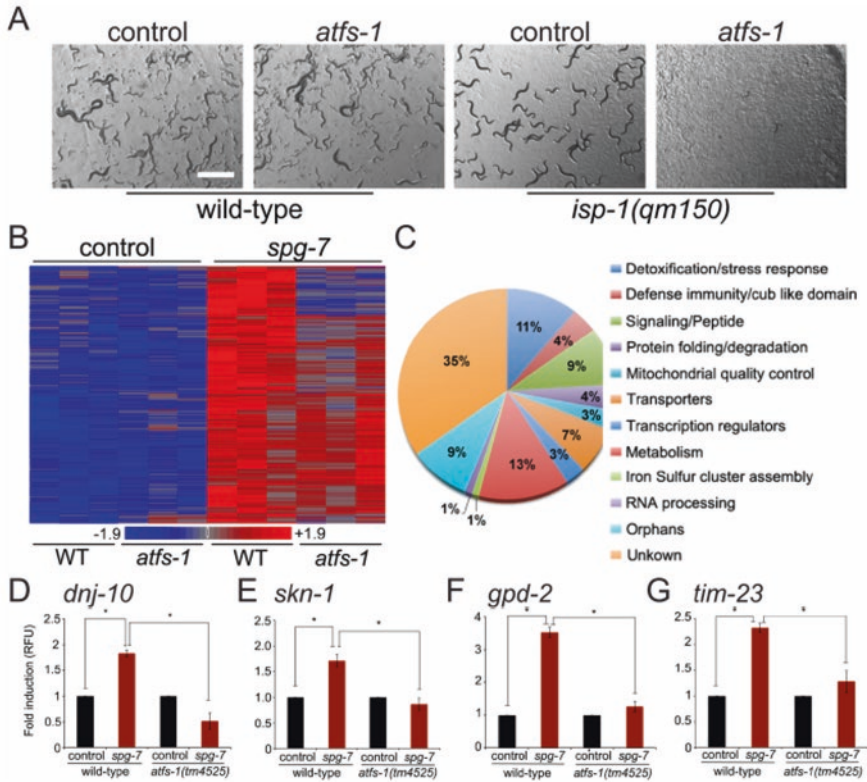 A
control
atfs-1
control
atfs-1
wild-type
isp-1(qm150)
B
control
spg-7
-1.9
+1.9
WT
atfs-1
WT
atfs-1
C
11%
4%
9%
4%
3%
7%
3%
13%
1%
1%
9%
35%
Detoxification/stress response
Defense immunity/cub like domain
Signaling/Peptide
Protein folding/degradation
Mitochondrial quality control
Transporters
Transcription regulators
Metabolism
Iron Sulfur cluster assembly
RNA processing
Orphans
Unkown
D
dnj-10
Fold induction (RFU)
2.5
2
1.5
1
0.5
0
*
*
control
spg-7
control
spg-7
wild-type
atfs-1(tm4525)
E
skn-1
2.5
2.0
1.5
1.0
0.5
0
*
*
control
spg-7
control
spg-7
wild-type
atfs-1(tm4525)
F
gpd-2
4
3
2
1
0
*
*
control
spg-7
control
spg-7
wild-type
atfs-1(tm4525)
G
tim-23
2.5
2
1.5
1
0.5
0
*
*
control
spg-7
control
spg-7
wild-type
atfs-1(tm4525)